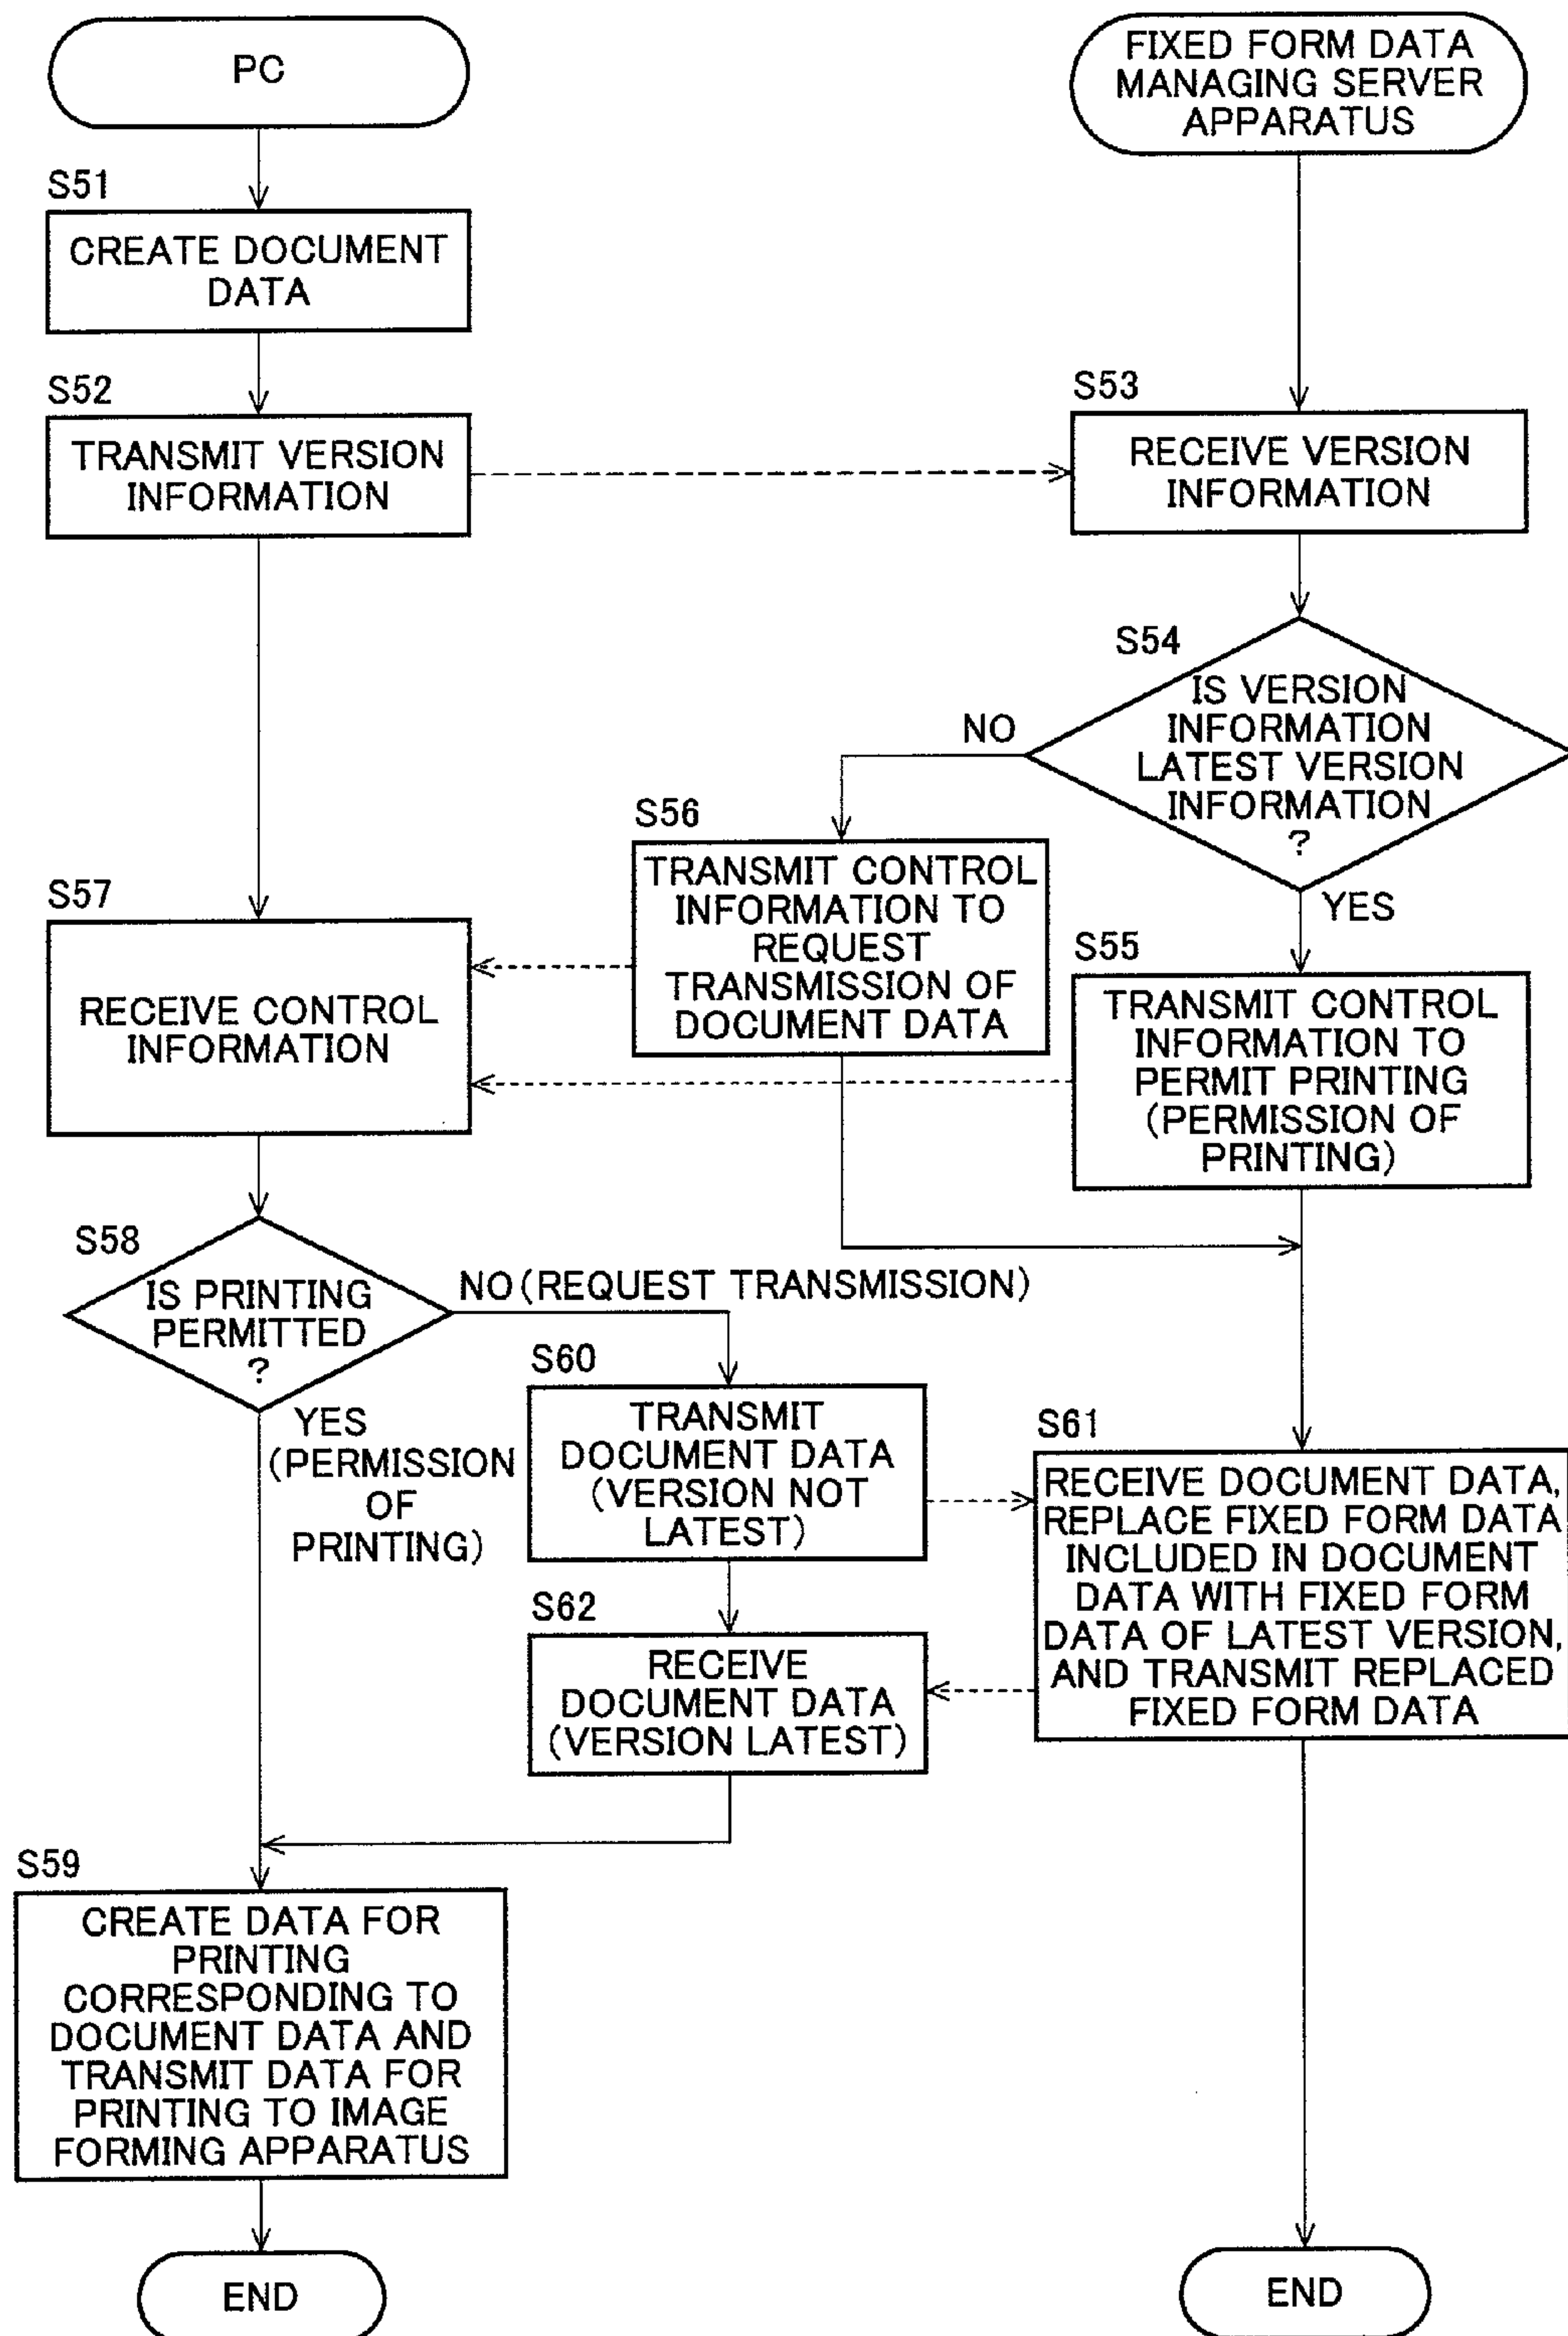 PC
FIXED FORM DATA
MANAGING SERVER
APPARATUS
S51
CREATE DOCUMENT
DATA
S52
TRANSMIT VERSION
INFORMATION
S53
RECEIVE VERSION
INFORMATION
S54
IS VERSION
INFORMATION
LATEST VERSION
INFORMATION
?
NO
YES
S56
TRANSMIT CONTROL
INFORMATION TO
REQUEST
TRANSMISSION OF
DOCUMENT DATA
S55
TRANSMIT CONTROL
INFORMATION TO
PERMIT PRINTING
(PERMISSION OF
PRINTING)
S57
RECEIVE CONTROL
INFORMATION
S58
IS PRINTING
PERMITTED
?
NO(REQUEST TRANSMISSION)
YES
(PERMISSION
OF
PRINTING)
S60
TRANSMIT
DOCUMENT DATA
(VERSION NOT
LATEST)
S61
RECEIVE DOCUMENT DATA,
REPLACE FIXED FORM DATA
INCLUDED IN DOCUMENT
DATA WITH FIXED FORM
DATA OF LATEST VERSION,
AND TRANSMIT REPLACED
FIXED FORM DATA
S62
RECEIVE
DOCUMENT DATA
(VERSION LATEST)
S59
CREATE DATA FOR
PRINTING
CORRESPONDING TO
DOCUMENT DATA AND
TRANSMIT DATA FOR
PRINTING TO IMAGE
FORMING APPARATUS
END
END